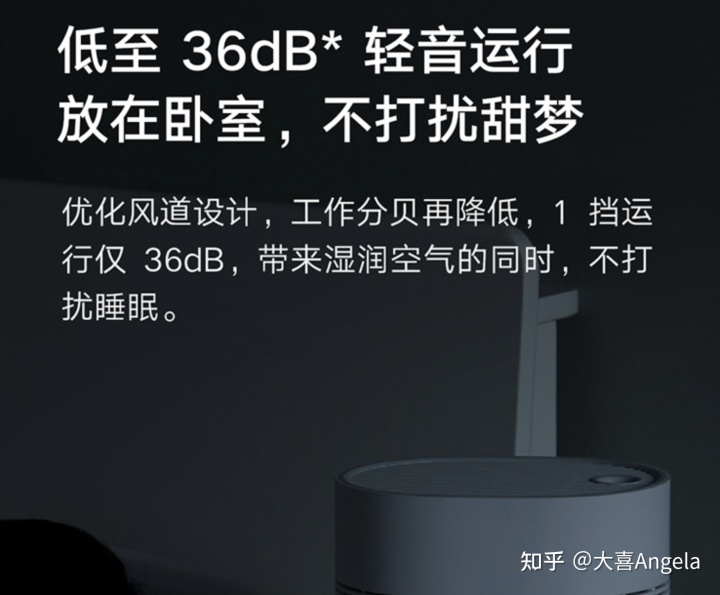 低至 36dB* 轻音运行
放在卧室，不打扰甜梦
优化风道设计，工作分贝再降低，1 挡运
行仅 36dB，带来湿润空气的同时，不打
扰睡眠。
知乎 @大喜Angela